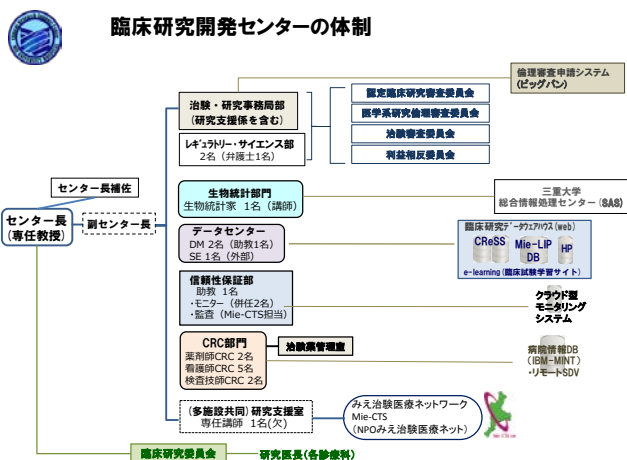 臨床研究開発センターの体制
倫理審査申請システム
(ビッグバン)
治験・研究事務局部
(研究支援係を含む)
認定臨床研究審査委員会
医学系研究倫理審査委員会
治験審査委員会
利益相反委員会
レギュラトリー・サイエンス部
2名（弁護士1名）
センター長補佐
センター長
(専任教授)
副センター長
生物統計部門
生物統計家 1名（講師）
三重大学
総合情報処理センター（SAS）
データセンター
DM 2名（助教1名）
SE 1名（外部）
臨床研究データウェアハウス(web)
CReSS
Mie-LIP
DB
HP
e-learning(臨床試験学習サイト)
信頼性保証部
助教 1名
・モニター（併任2名）
・監査（Mie-CTS担当）
クラウド型
モニタリング
システム
CRC部門
薬剤師CRC 2名
看護師CRC 5名
検査技師CRC 2名
治験薬管理室
病院情報DB
（IBM-MINT）
・リモートSDV
(多施設共同)研究支援室
専任講師 1名(欠)
みえ治験医療ネットワーク
Mie-CTS
（NPOみえ治験医療ネット）
臨床研究委員会
研究医長(各診療科)